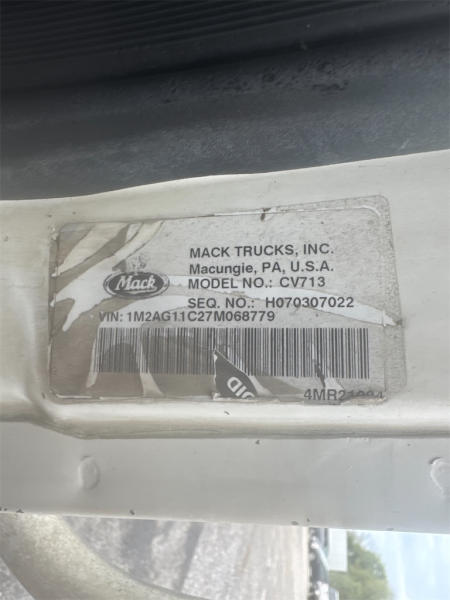 MACK TRUCKS, INC.
Macungie, PA, U.S.A.
Mack
MODEL NO.: CV713
SEQ. NO.: H070307022
VIN: 1M2AG11C27M068779